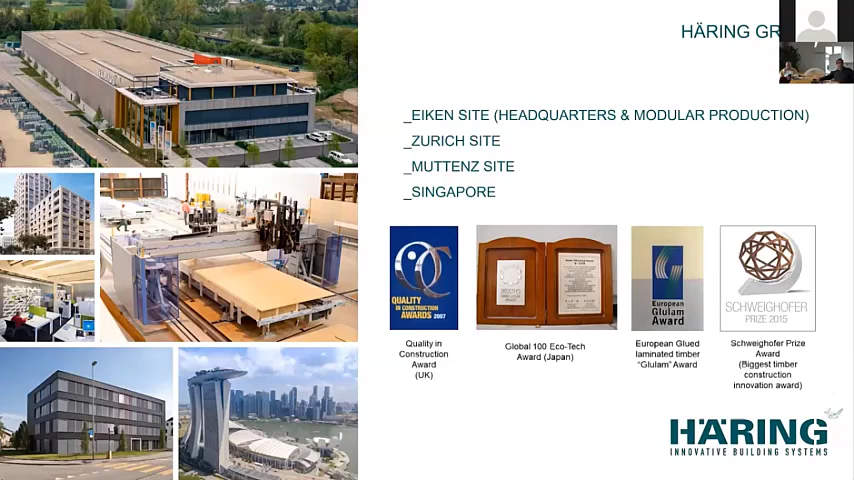 HÄRING GR
_EIKEN SITE (HEADQUARTERS & MODULAR PRODUCTION)
_ZURICH SITE
_MUTTENZ SITE
_SINGAPORE
QUALITY
IN CONSTRUCTION
AWARDS 2007
European
Glulam
Award
SCHWEIGHOFER
PRIZE 2015
Quality in
Construction
Award
(UK)
Global 100 Eco-Tech
Award (Japan)
European Glued
laminated timber
"Glulam" Award
Schweighofer Prize
Award
(Biggest timber
construction
innovation award)
HÄRING
INNOVATIVE BUILDING SYSTEMS